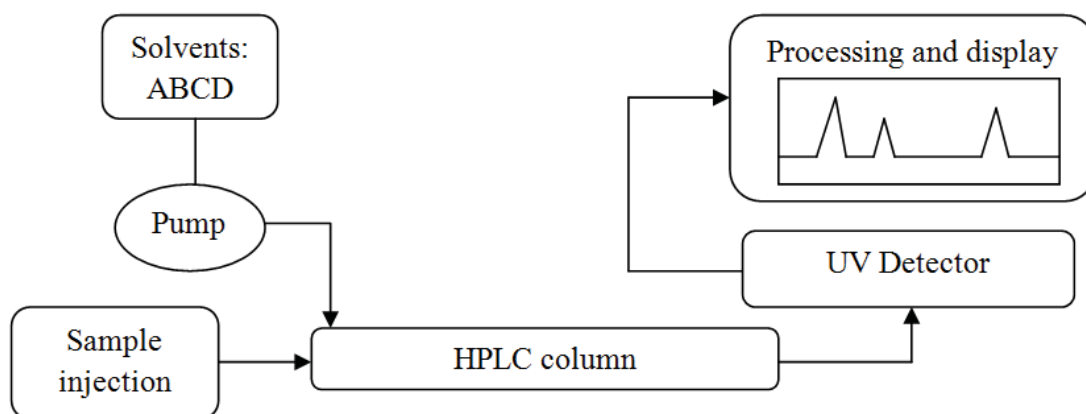 Solvents:
ABCD
Pump
Sample
injection
HPLC column
UV Detector
Processing and display